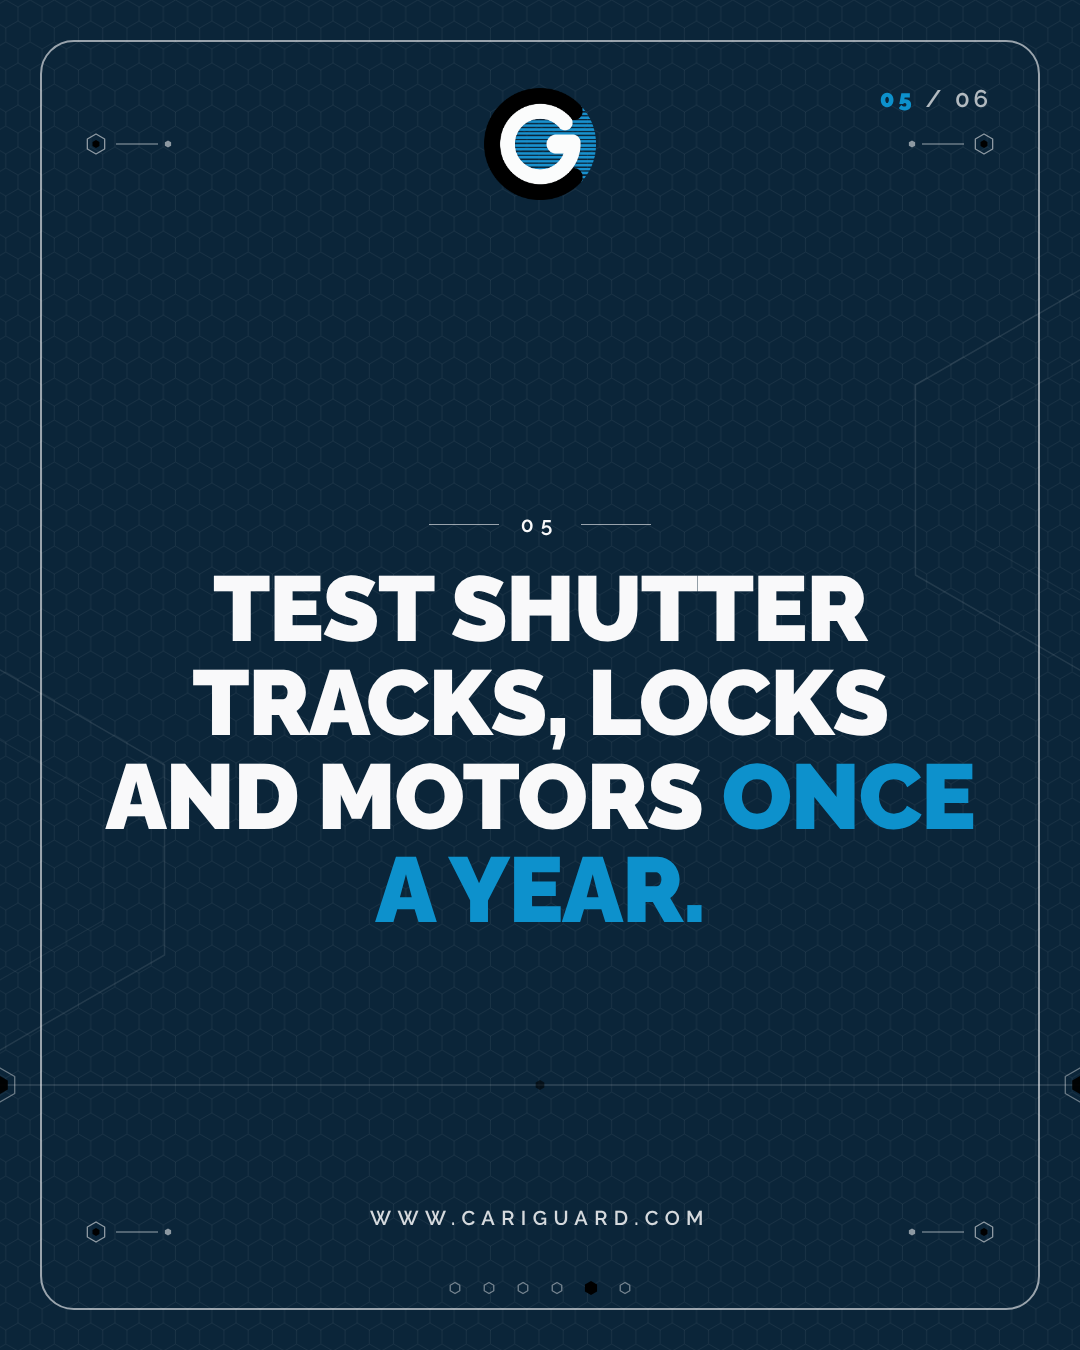 05 / 06
05
TEST SHUTTER
TRACKS, LOCKS
AND MOTORS ONCE
A YEAR.
WWW.CARIGUARD.COM